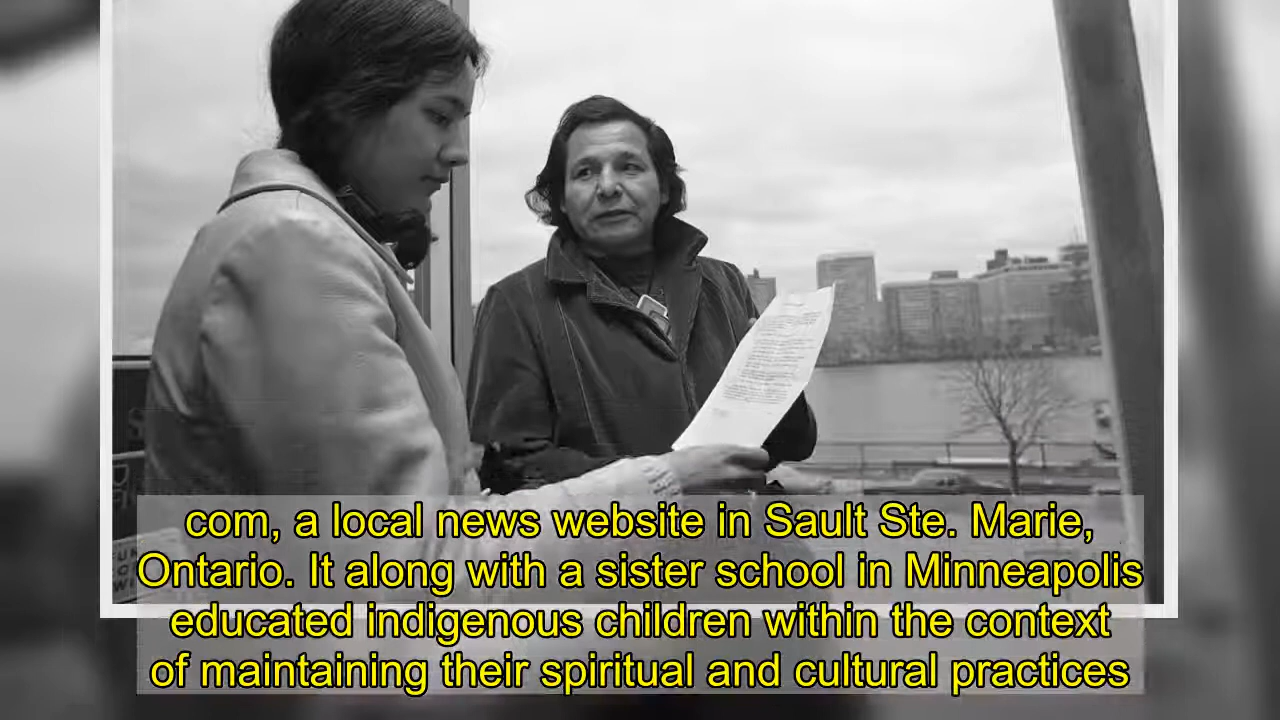 com, a local news website in Sault Ste. Marie,
Ontario. It along with a sister school in Minneapolis
educated indigenous children within the context
of maintaining their spiritual and cultural practices